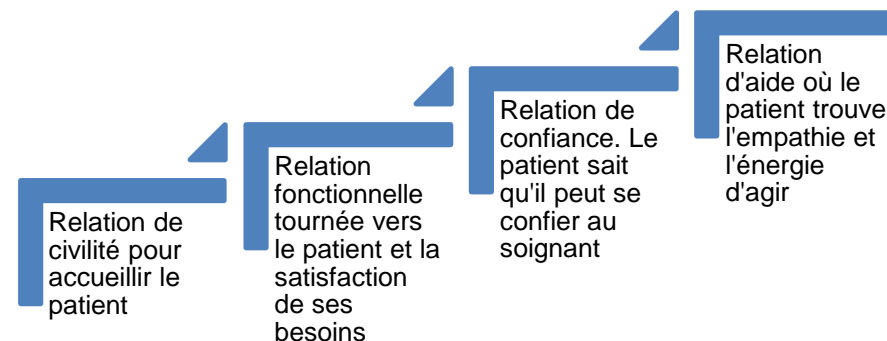 Relation de
civilité pour
accueillir le
patient
Relation
fonctionnelle
tournée vers
le patient et la
satisfaction
de ses
besoins
Relation de
confiance. Le
patient sait
qu'il peut se
confier au
soignant
Relation
d'aide où le
patient trouve
l'empathie et
l'énergie
d'agir